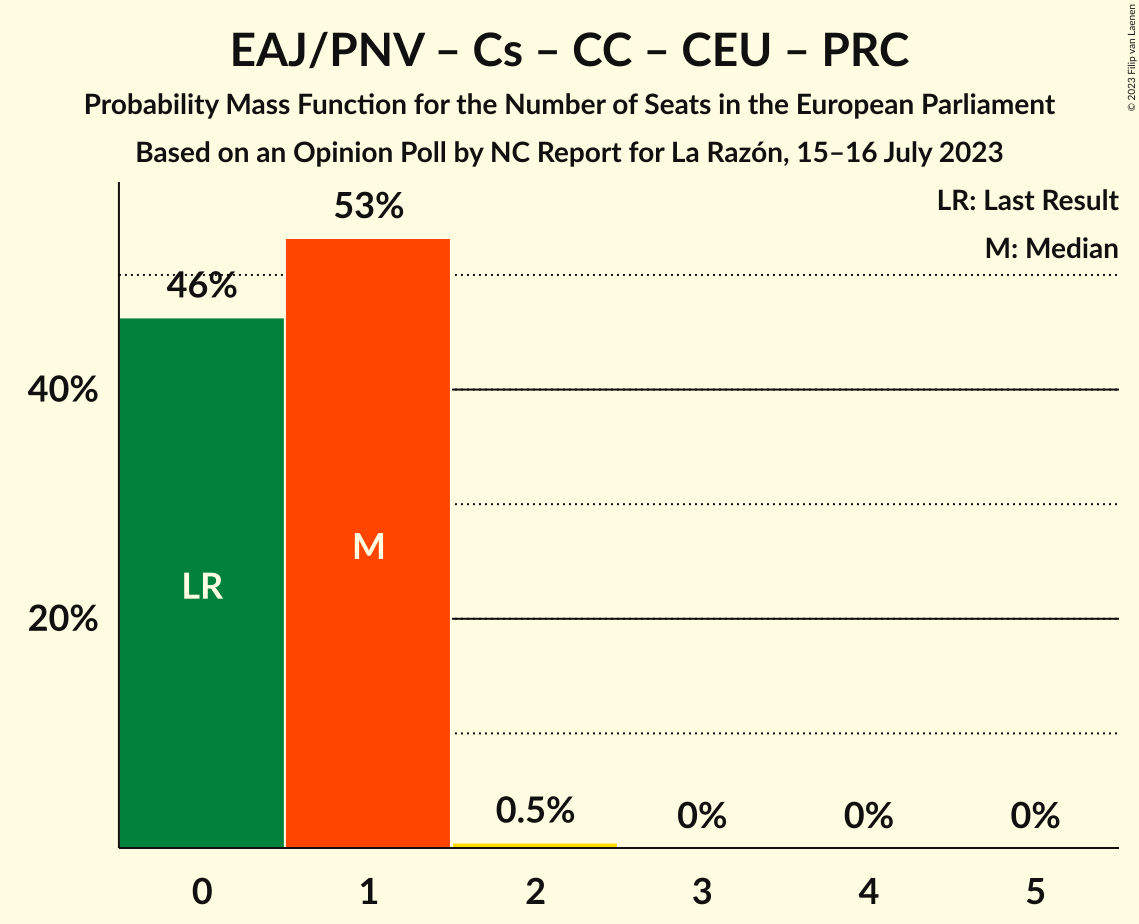 EAJ/PNV – Cs – CC – CEU – PRC
Probability Mass Function for the Number of Seats in the European Parliament
Based on an Opinion Poll by NC Report for La Razón, 15–16 July 2023
© 2023 Filip van Laenen
LR: Last Result
M: Median
53%
46%
40%
20%
LR
M
0.5%
0%
0%
0%
0
1
2
3
4
5